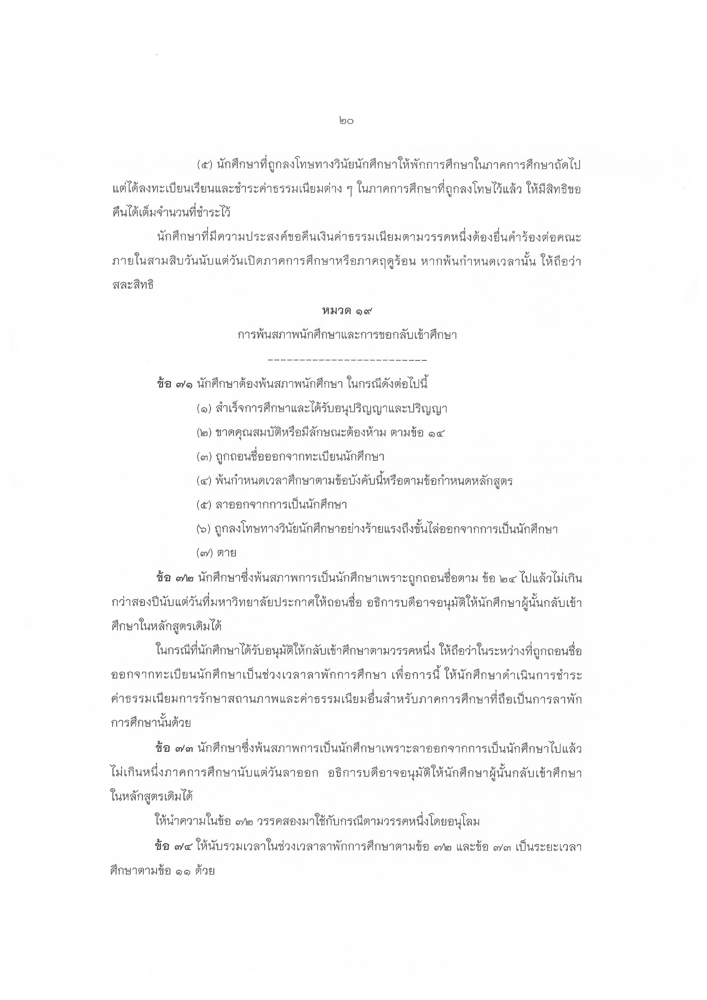 ๒๐
(๕) นักศึกษาที่ถูกลงโทษทางวินัยนักศึกษาให้พักการศึกษาในภาคการศึกษาถัดไป
แต่ได้ลงทะเบียนเรียนและชำระค่าธรรมเนียมต่าง ๆ ในภาคการศึกษาที่ถูกลงโทษไว้แล้ว ให้มีสิทธิขอ
คืนได้เต็มจำนวนที่ชำระไว้
นักศึกษาที่มีความประสงค์ขอคืนเงินค่าธรรมเนียมตามวรรคหนึ่งต้องยื่นคำร้องต่อคณะ
ภายในสามสิบวันนับแต่วันเปิดภาคการศึกษาหรือภาคฤดูร้อน หากพ้นกำหนดเวลานั้น ให้ถือว่า
สละสิทธิ
หมวด ๑๙
การพ้นสภาพนักศึกษาและการขอกลับเข้าศึกษา
-------------------------
ข้อ ๗๑ นักศึกษาต้องพ้นสภาพนักศึกษา ในกรณีดังต่อไปนี้
(๑) สำเร็จการศึกษาและได้รับอนุปริญญาและปริญญา
(๒) ขาดคุณสมบัติหรือมีลักษณะต้องห้าม ตามข้อ ๑๔
(๓) ถูกถอนชื่อออกจากทะเบียนนักศึกษา
(๔) พ้นกำหนดเวลาศึกษาตามข้อบังคับนี้หรือตามข้อกำหนดหลักสูตร
(๕) ลาออกจากการเป็นนักศึกษา
(๖) ถูกลงโทษทางวินัยนักศึกษาอย่างร้ายแรงถึงขั้นไล่ออกจากการเป็นนักศึกษา
(๗) ตาย
ข้อ ๗๒ นักศึกษาซึ่งพ้นสภาพการเป็นนักศึกษาเพราะถูกถอนชื่อตาม ข้อ ๒๔ ไปแล้วไม่เกิน
กว่าสองปีนับแต่วันที่มหาวิทยาลัยประกาศให้ถอนชื่อ อธิการบดีอาจอนุมัติให้นักศึกษาผู้นั้นกลับเข้า
ศึกษาในหลักสูตรเดิมได้
ในกรณีที่นักศึกษาได้รับอนุมัติให้กลับเข้าศึกษาตามวรรคหนึ่ง ให้ถือว่าในระหว่างที่ถูกถอนชื่อ
ออกจากทะเบียนนักศึกษาเป็นช่วงเวลาลาพักการศึกษา เพื่อการนี้ ให้นักศึกษาดำเนินการชำระ
ค่าธรรมเนียมการรักษาสถานภาพและค่าธรรมเนียมอื่นสำหรับภาคการศึกษาที่ถือเป็นการลาพัก
การศึกษานั้นด้วย
ข้อ ๗๓ นักศึกษาซึ่งพ้นสภาพการเป็นนักศึกษาเพราะลาออกจากการเป็นนักศึกษาไปแล้ว
ไม่เกินหนึ่งภาคการศึกษานับแต่วันลาออก อธิการบดีอาจอนุมัติให้นักศึกษาผู้นั้นกลับเข้าศึกษา
ในหลักสูตรเดิมได้
ให้นำความในข้อ ๗๒ วรรคสองมาใช้กับกรณีตามวรรคหนึ่งโดยอนุโลม
ข้อ ๗๔ ให้นับรวมเวลาในช่วงเวลาลาพักการศึกษาตามข้อ ๗๒ และข้อ ๗๓ เป็นระยะเวลา
ศึกษาตามข้อ ๑๑ ด้วย